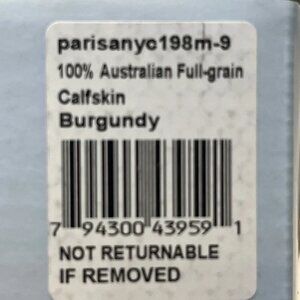 parisanyc198m-9
100% Australian Full-grain
Calfskin
Burgundy
7 94300 43959 1
NOT RETURNABLE
IF REMOVED